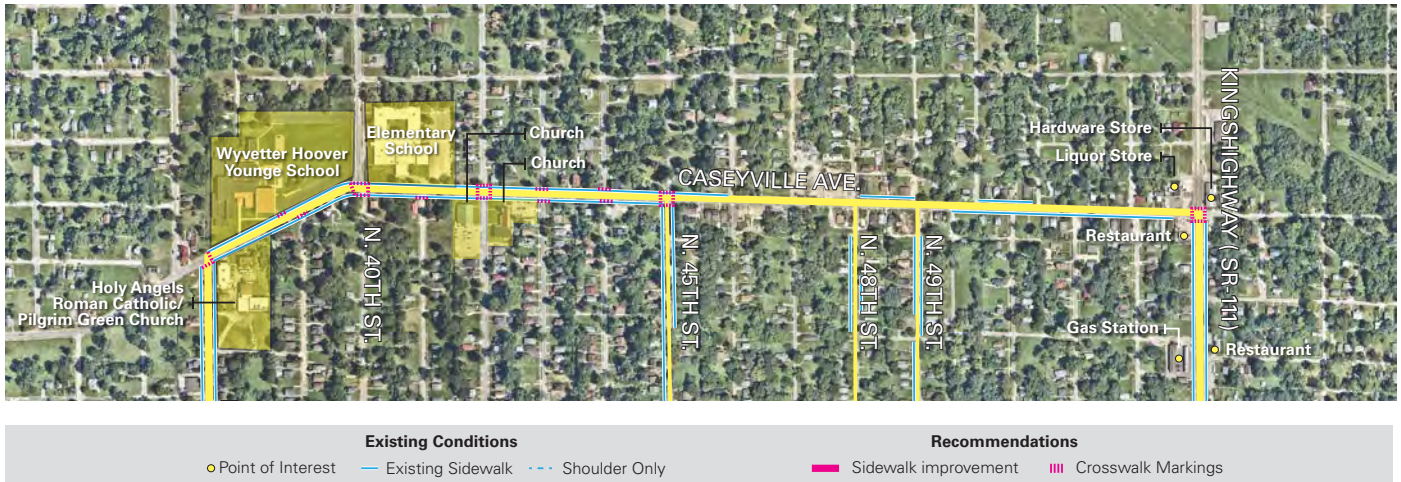 Wyvetter Hoover
Younge School
Elementary
School
Church
Church
CASEYVILLE AVE.
Hardware Store
Liquor Store
KINGSHIGHWAY (SR-111)
Restaurant
N. 40TH ST.
N. 45TH ST.
N. 48TH ST.
N. 49TH ST.
Holy Angels
Roman Catholic/
Pilgrim Green Church
Gas Station
Restaurant
Existing Conditions
Point of Interest
Existing Sidewalk
Shoulder Only
Recommendations
Sidewalk improvement
Crosswalk Markings